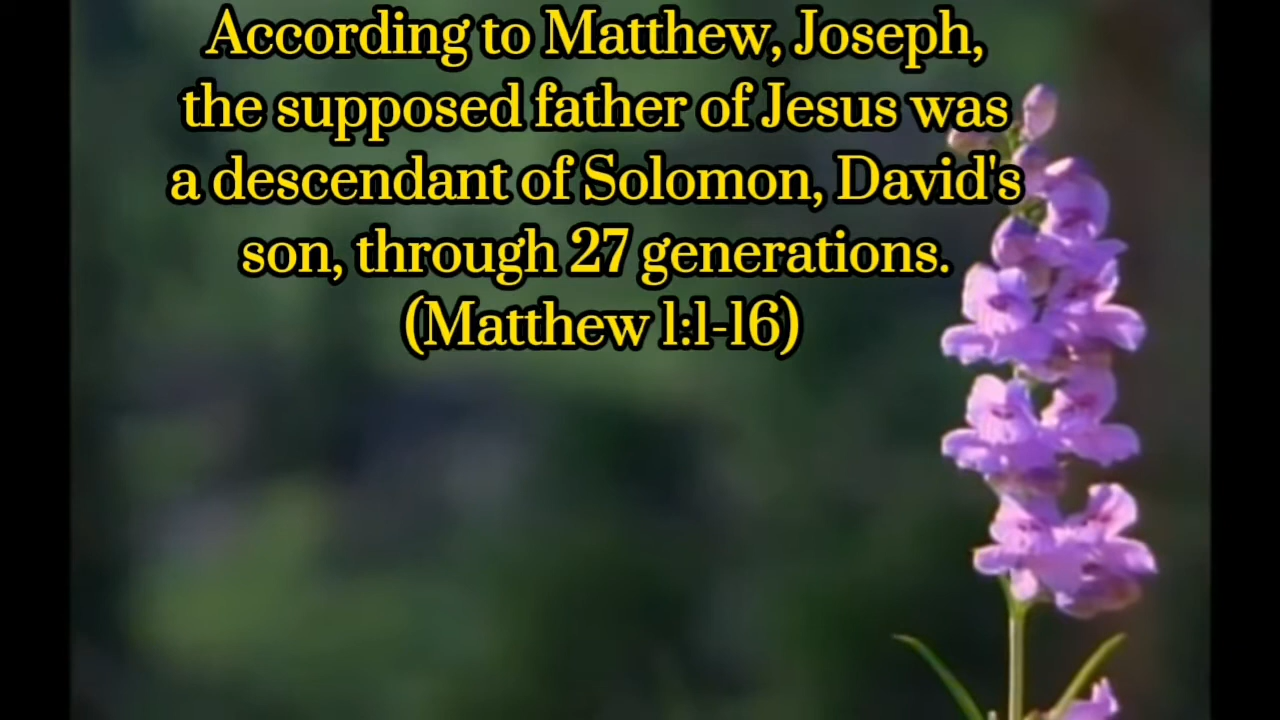 According to Matthew, Joseph,
the supposed father of Jesus was
a descendant of Solomon, David's
son, through 27 generations.
(Matthew 1:1-16)